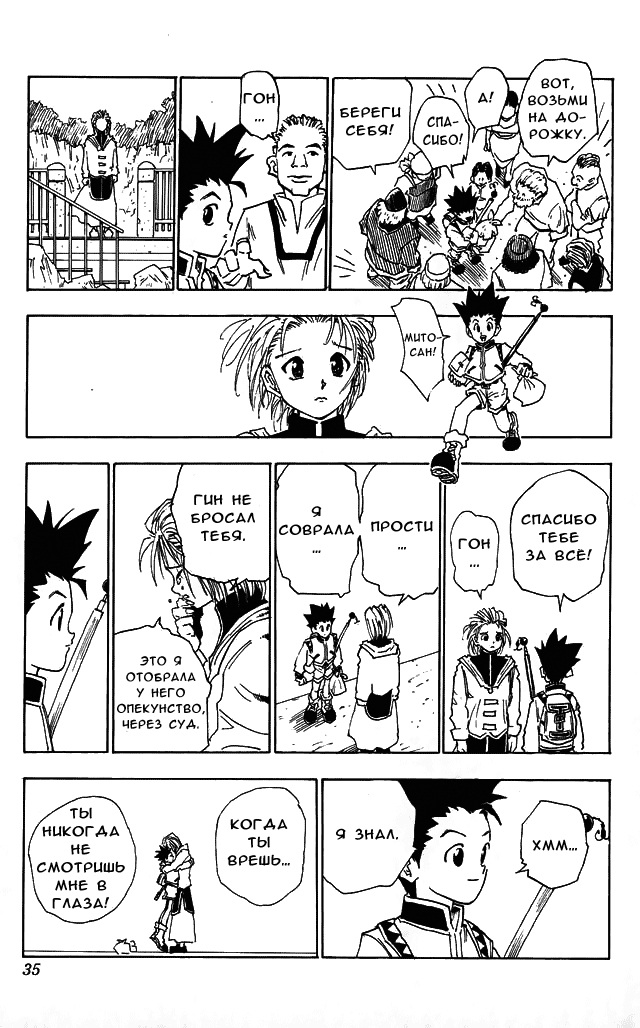 ВОТ,
ВОЗЬМИ
НА ДО-
РОЖКУ.
А!
СПА-
СИБО!
БЕРЕГИ
СЕБЯ!
ГОН
...
МИТО-
САН!
СПАСИБО
ТЕБЕ
ЗА ВСЁ!
ГОН
...
ПРОСТИ
...
Я
СОВРАЛА
...
ГИН НЕ
БРОСАЛ
ТЕБЯ.
ЭТО Я
ОТОБРАЛА
У НЕГО
ОПЕКУНСТВО,
ЧЕРЕЗ СУД.
ХММ...
Я ЗНАЛ.
КОГДА
ТЫ
ВРЕШЬ...
ТЫ
НИКОГДА
НЕ
СМОТРИШЬ
МНЕ В
ГЛАЗА!
35